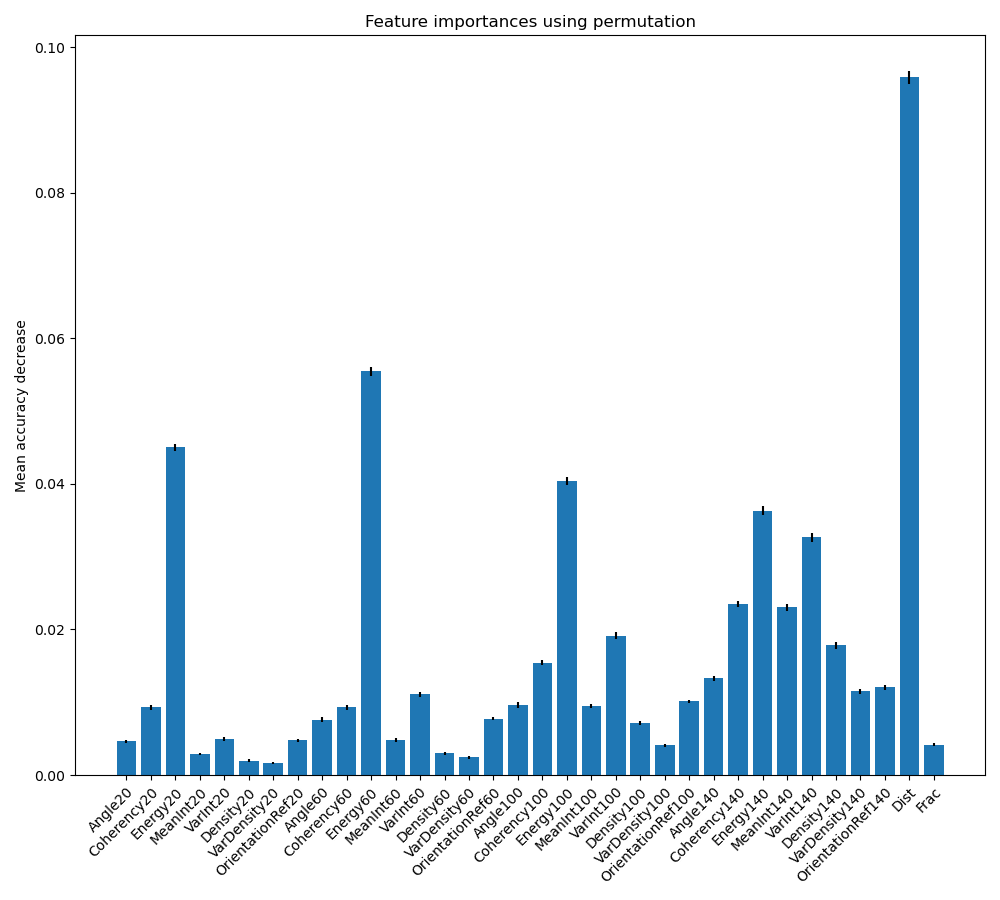 Feature importances using permutation
Mean accuracy decrease
0.10
0.08
0.06
0.04
0.02
0.00
Angle20
Coherency20
Energy20
MeanInt20
VarInt20
Density20
VarDensity20
OrientationRef20
Angle60
Coherency60
Energy60
MeanInt60
VarInt60
Density60
VarDensity60
OrientationRef60
Angle100
Coherency100
Energy100
MeanInt100
VarInt100
Density100
VarDensity100
OrientationRef100
Angle140
Coherency140
Energy140
MeanInt140
VarInt140
Density140
VarDensity140
OrientationRef140
Dist
Frac